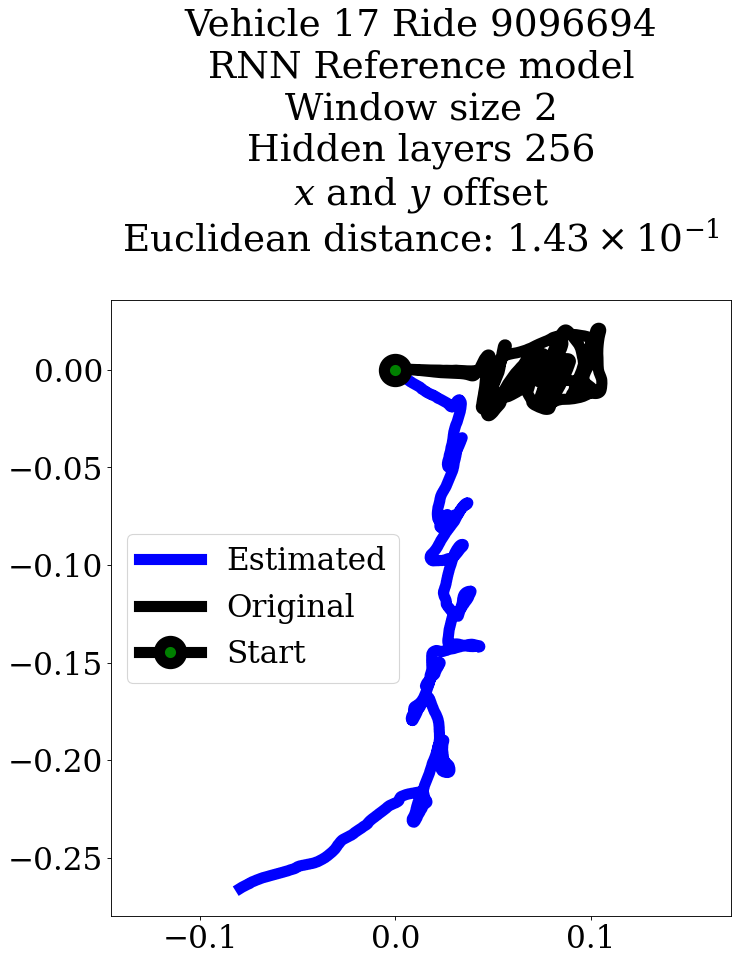 Vehicle 17 Ride 9096694
RNN Reference model
Window size 2
Hidden layers 256
x and y offset
Euclidean distance: 1.43 × 10⁻¹
0.00
−0.05
−0.10
−0.15
−0.20
−0.25
Estimated
Original
Start
−0.1
0.0
0.1